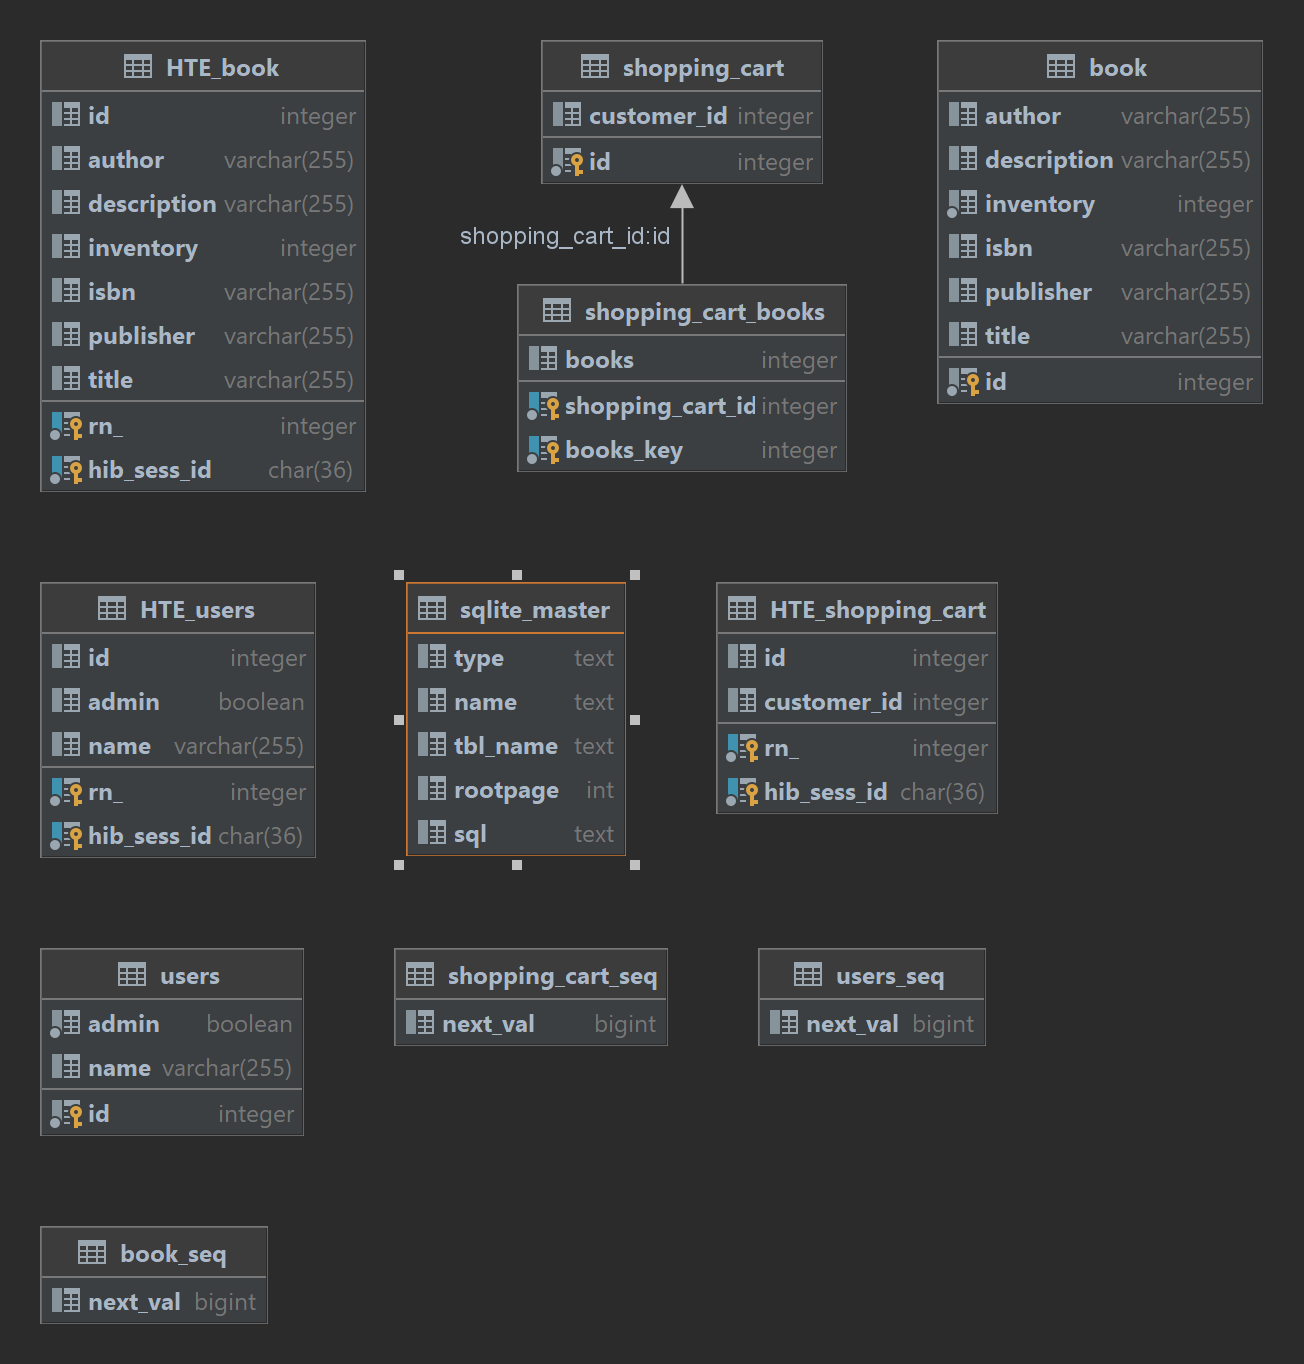 HTE_book
id integer
author varchar(255)
description varchar(255)
inventory integer
isbn varchar(255)
publisher varchar(255)
title varchar(255)
rn_ integer
hib_sess_id char(36)
shopping_cart
customer_id integer
id integer
shopping_cart_id:id
shopping_cart_books
books integer
shopping_cart_id integer
books_key integer
book
author varchar(255)
description varchar(255)
inventory integer
isbn varchar(255)
publisher varchar(255)
title varchar(255)
id integer
HTE_users
id integer
admin boolean
name varchar(255)
rn_ integer
hib_sess_id char(36)
sqlite_master
type text
name text
tbl_name text
rootpage int
sql text
HTE_shopping_cart
id integer
customer_id integer
rn_ integer
hib_sess_id char(36)
users
admin boolean
name varchar(255)
id integer
shopping_cart_seq
next_val bigint
users_seq
next_val bigint
book_seq
next_val bigint